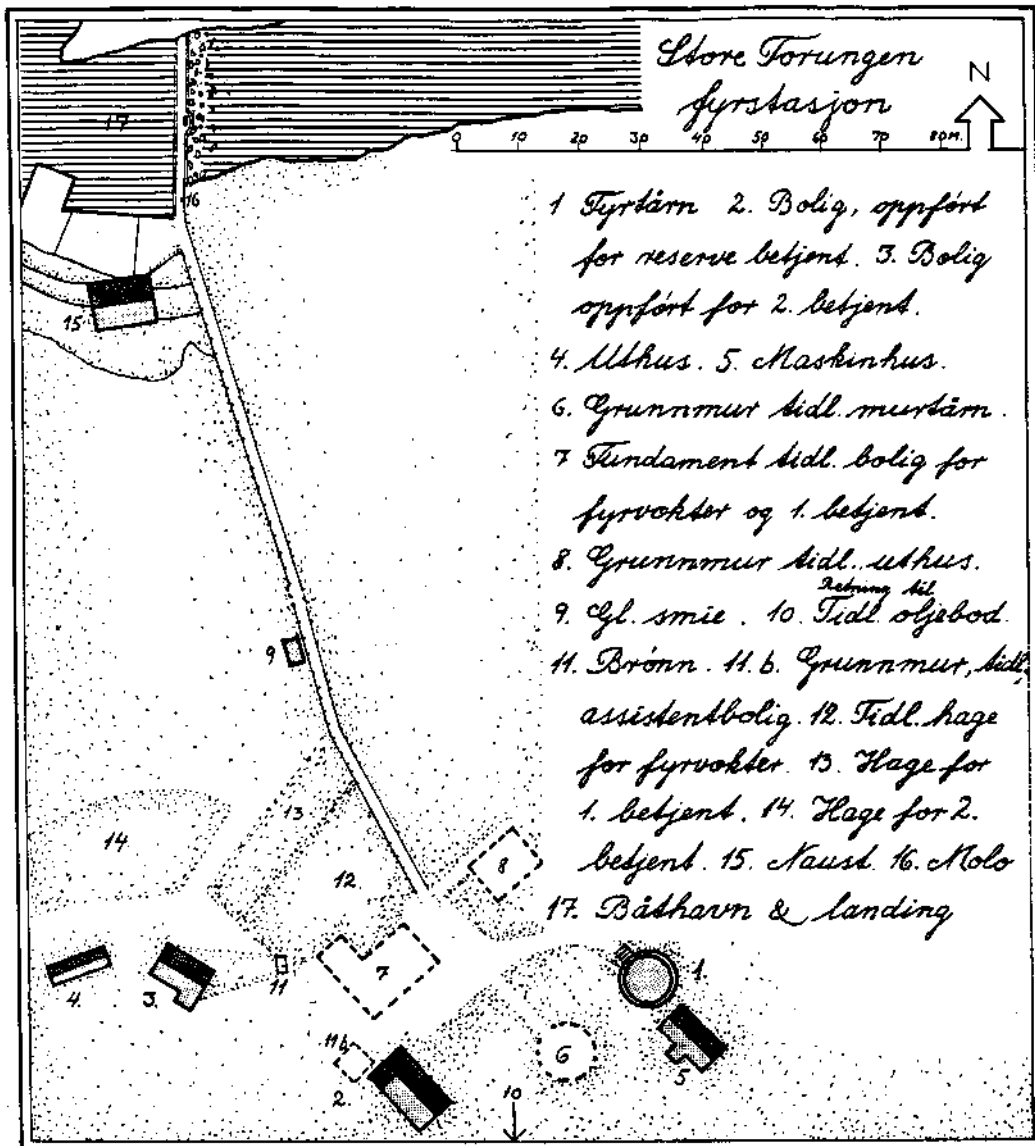 Store Torungen
fyrstasjon
N
0 10 20 30 40 50 60 70 80 M.
1 Fyrtårn 2. Bolig, oppført
for reserve betjent. 3. Bolig
oppført for 2. betjent.
4. Uthus. 5. Maskinhus.
6. Grunnmur tidl. murtårn.
7 Fundament tidl. bolig for
fyrvokter og 1. betjent.
8. Grunnmur tidl. uthus.
Retning til
9. Gl. smie. 10. Tidl. oljebod.
11. Brønn. 11. b. Grunnmur, tidl.
assistentbolig. 12. Tidl. hage
for fyrvokter. 13. Hage for
1. betjent. 14. Hage for 2.
betjent. 15. Naust. 16. Molo
17. Båthavn & landing
17
16
15
9
13
14
12
8
4.
3.
11
7
1.
11b
2.
6
5
10